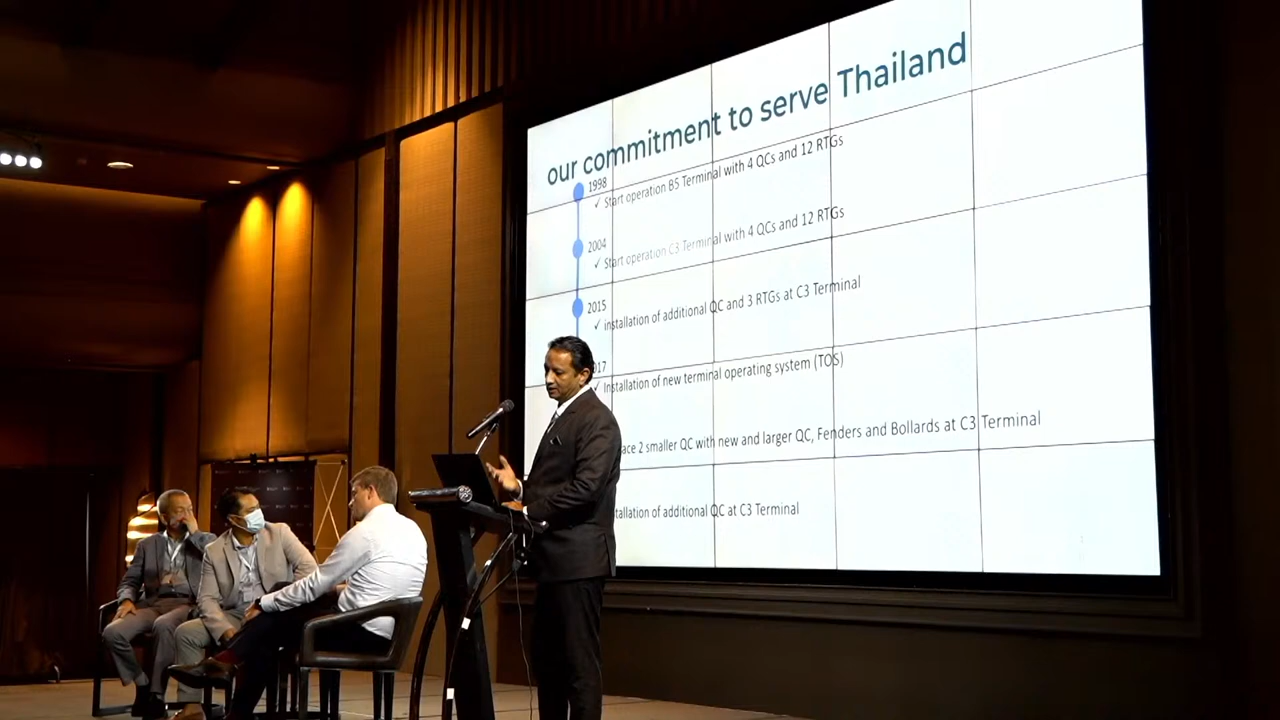 our commitment to serve Thailand
1998
✓ Start operation B5 Terminal with 4 QCs and 12 RTGs
2004
✓ Start operation C3 Terminal with 4 QCs and 12 RTGs
2015
✓ installation of additional QC and 3 RTGs at C3 Terminal
017
✓ Installation of new terminal operating system (TOS)
ace 2 smaller QC with new and larger QC, Fenders and Bollards at C3 Terminal
tallation of additional QC at C3 Terminal